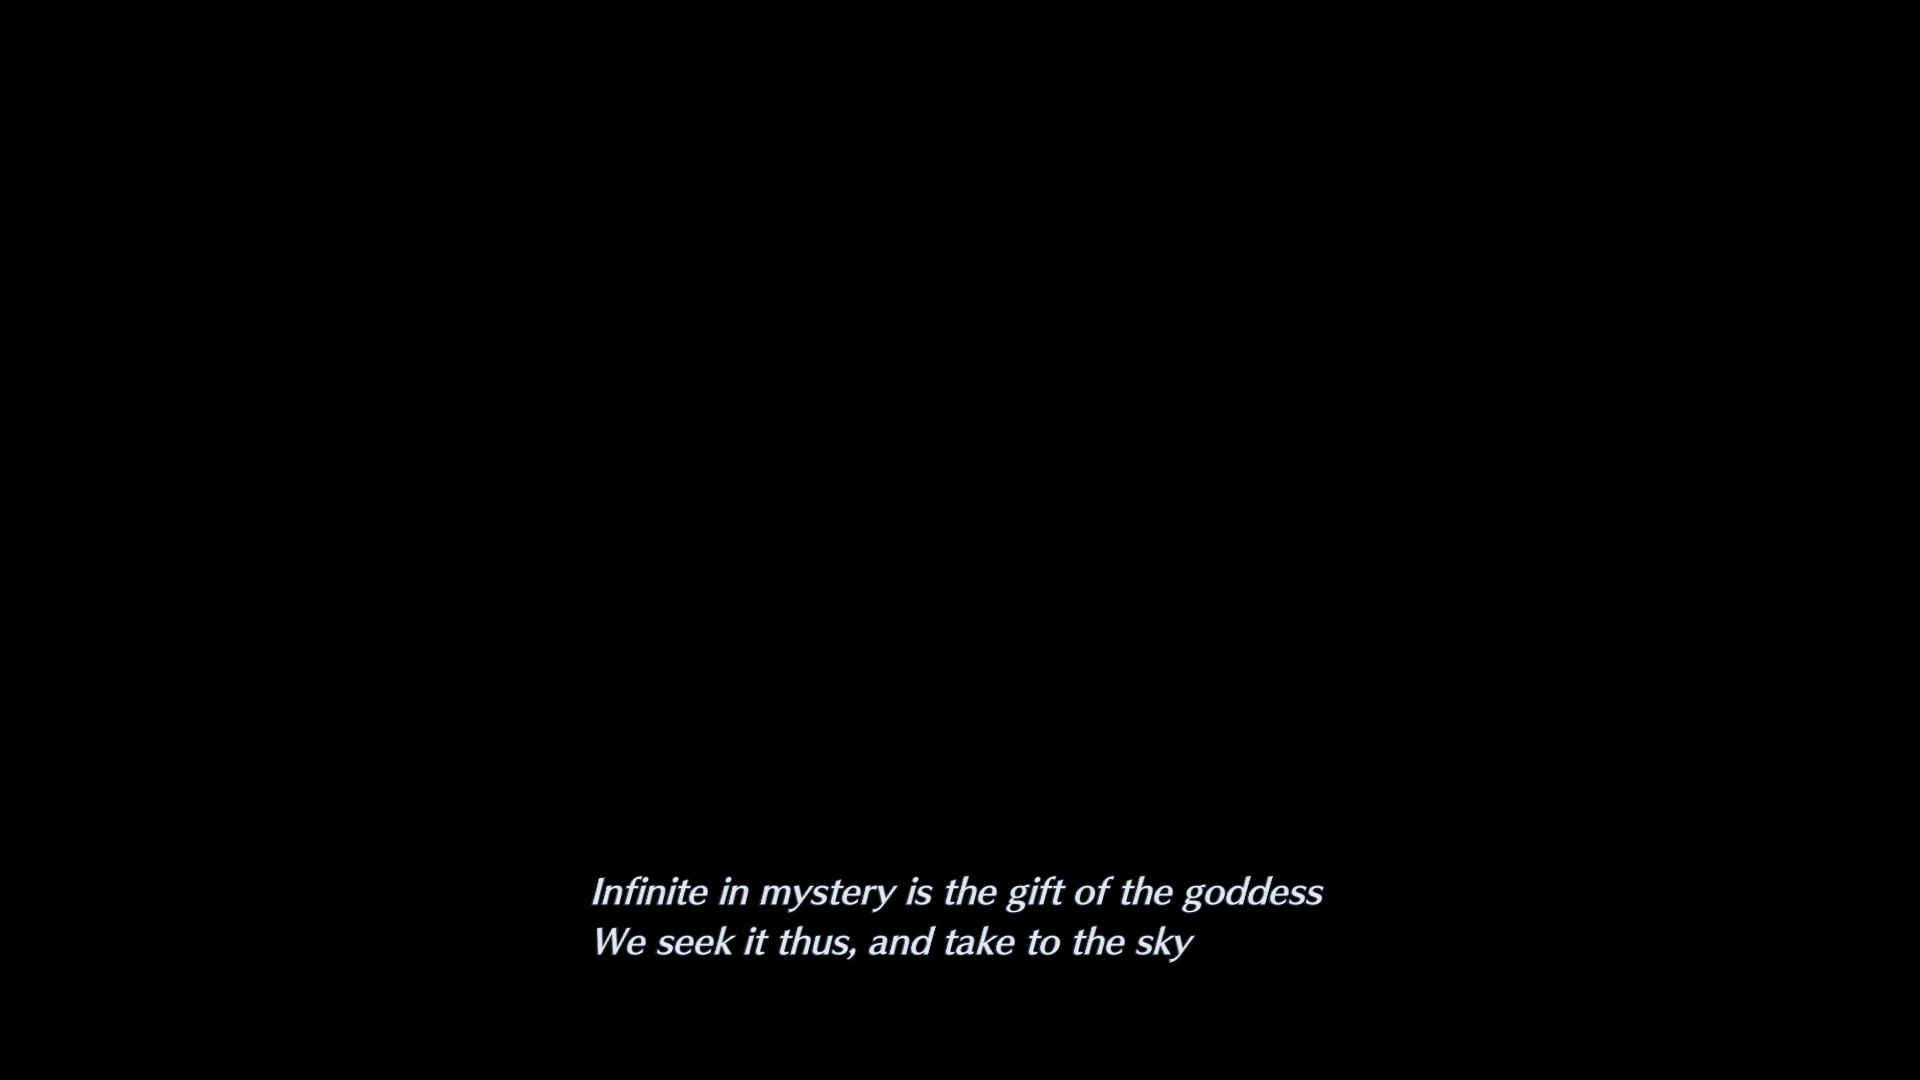 Infinite in mystery is the gift of the goddess
We seek it thus, and take to the sky